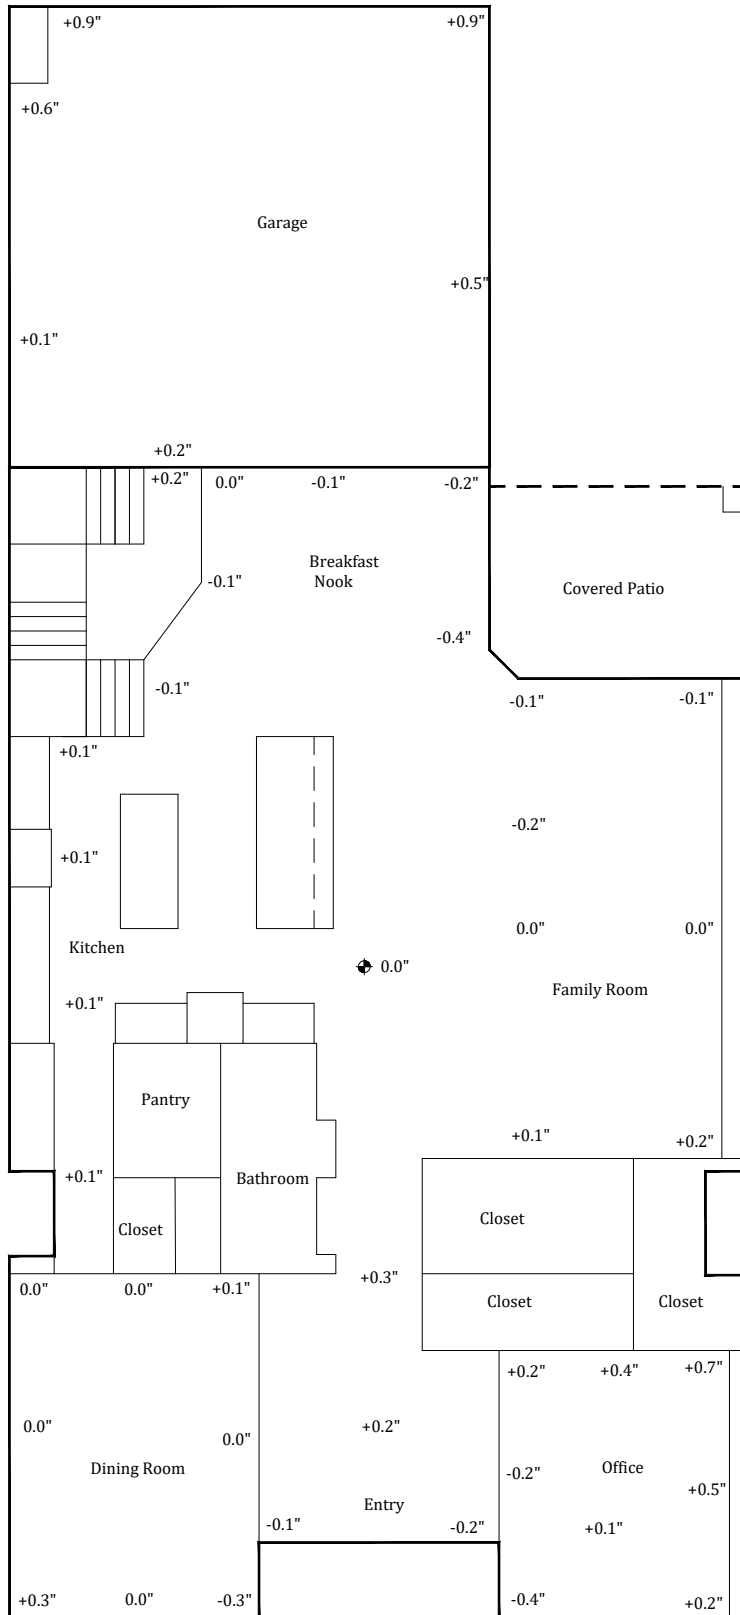 +0.9" +0.9"
+0.6"
Garage
+0.5"
+0.1"
+0.2"
+0.2" 0.0" -0.1" -0.2"
Breakfast
Nook
-0.1"
Covered Patio
-0.4"
-0.1"
-0.1" -0.1"
+0.1"
-0.2"
+0.1"
0.0" 0.0"
Kitchen
0.0"
Family Room
+0.1"
Pantry
+0.1" +0.2"
+0.1"
Bathroom
Closet
Closet
+0.3"
0.0" 0.0" +0.1"
Closet Closet
+0.2" +0.4" +0.7"
0.0" +0.2"
0.0"
Dining Room
-0.2" Office
+0.5"
Entry
-0.1" -0.2" +0.1"
+0.3" 0.0" -0.3" -0.4" +0.2"